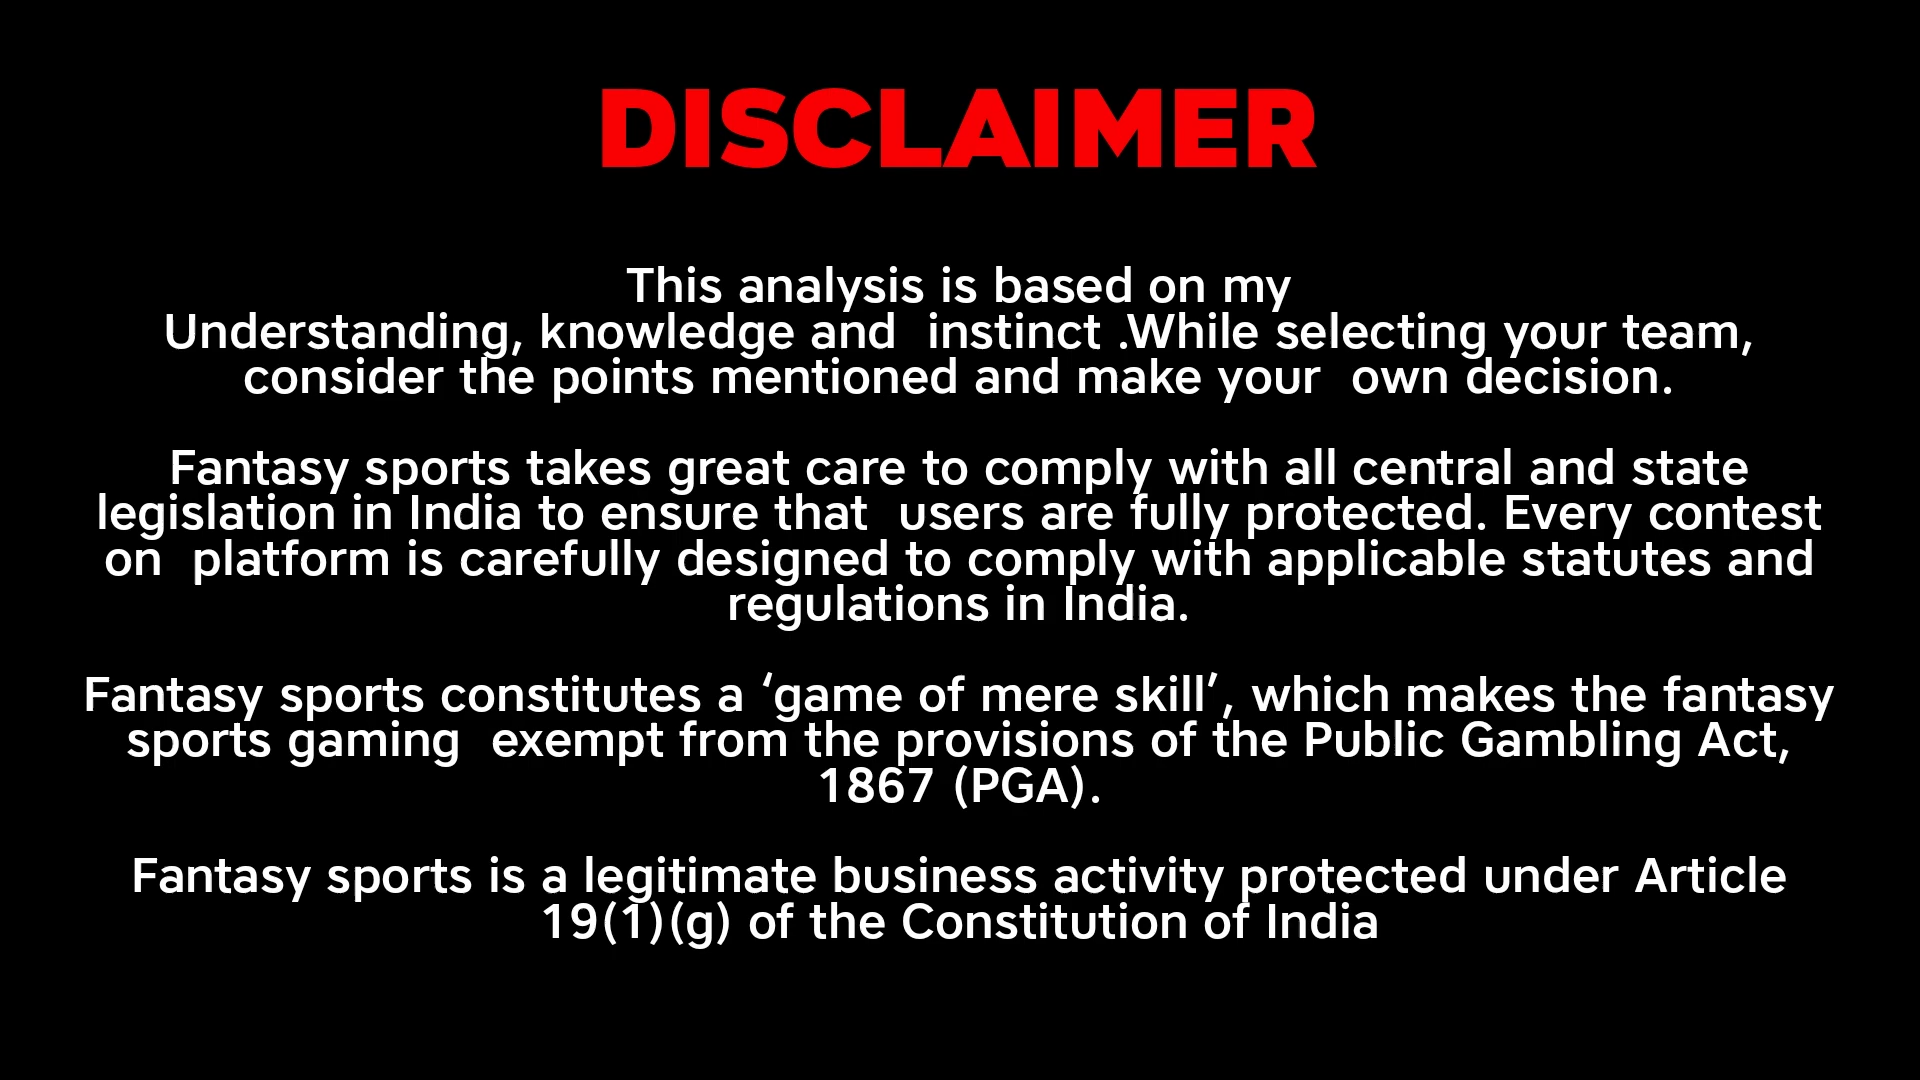 DISCLAIMER
This analysis is based on my
Understanding, knowledge and  instinct .While selecting your team,
consider the points mentioned and make your  own decision.
Fantasy sports takes great care to comply with all central and state
legislation in India to ensure that  users are fully protected. Every contest
on  platform is carefully designed to comply with applicable statutes and
regulations in India.
Fantasy sports constitutes a ‘game of mere skill’, which makes the fantasy
sports gaming  exempt from the provisions of the Public Gambling Act,
1867 (PGA).
Fantasy sports is a legitimate business activity protected under Article
19(1)(g) of the Constitution of India